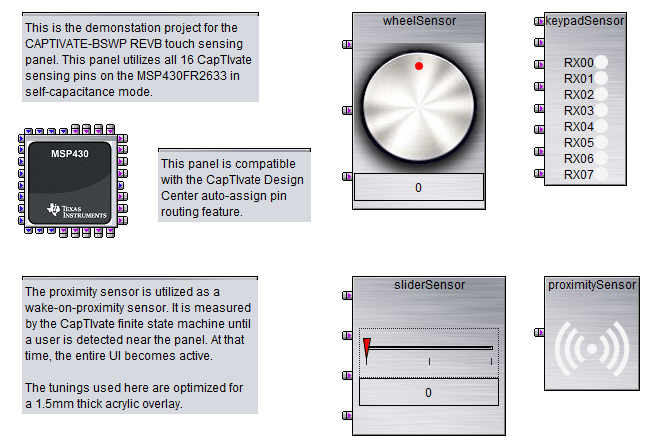 This is the demonstation project for the
CAPTIVATE-BSWP REVB touch sensing
panel. This panel utilizes all 16 CapTIvate
sensing pins on the MSP430FR2633 in
self-capacitance mode.
MSP430
TEXAS
INSTRUMENTS
This panel is compatible
with the CapTIvate Design
Center auto-assign pin
routing feature.
wheelSensor
0
keypadSensor
RX00
RX01
RX02
RX03
RX04
RX05
RX06
RX07
The proximity sensor is utilized as a
wake-on-proximity sensor. It is measured
by the CapTIvate finite state machine until
a user is detected near the panel. At that
time, the entire UI becomes active.
The tunings used here are optimized for
a 1.5mm thick acrylic overlay.
sliderSensor
0
proximitySensor